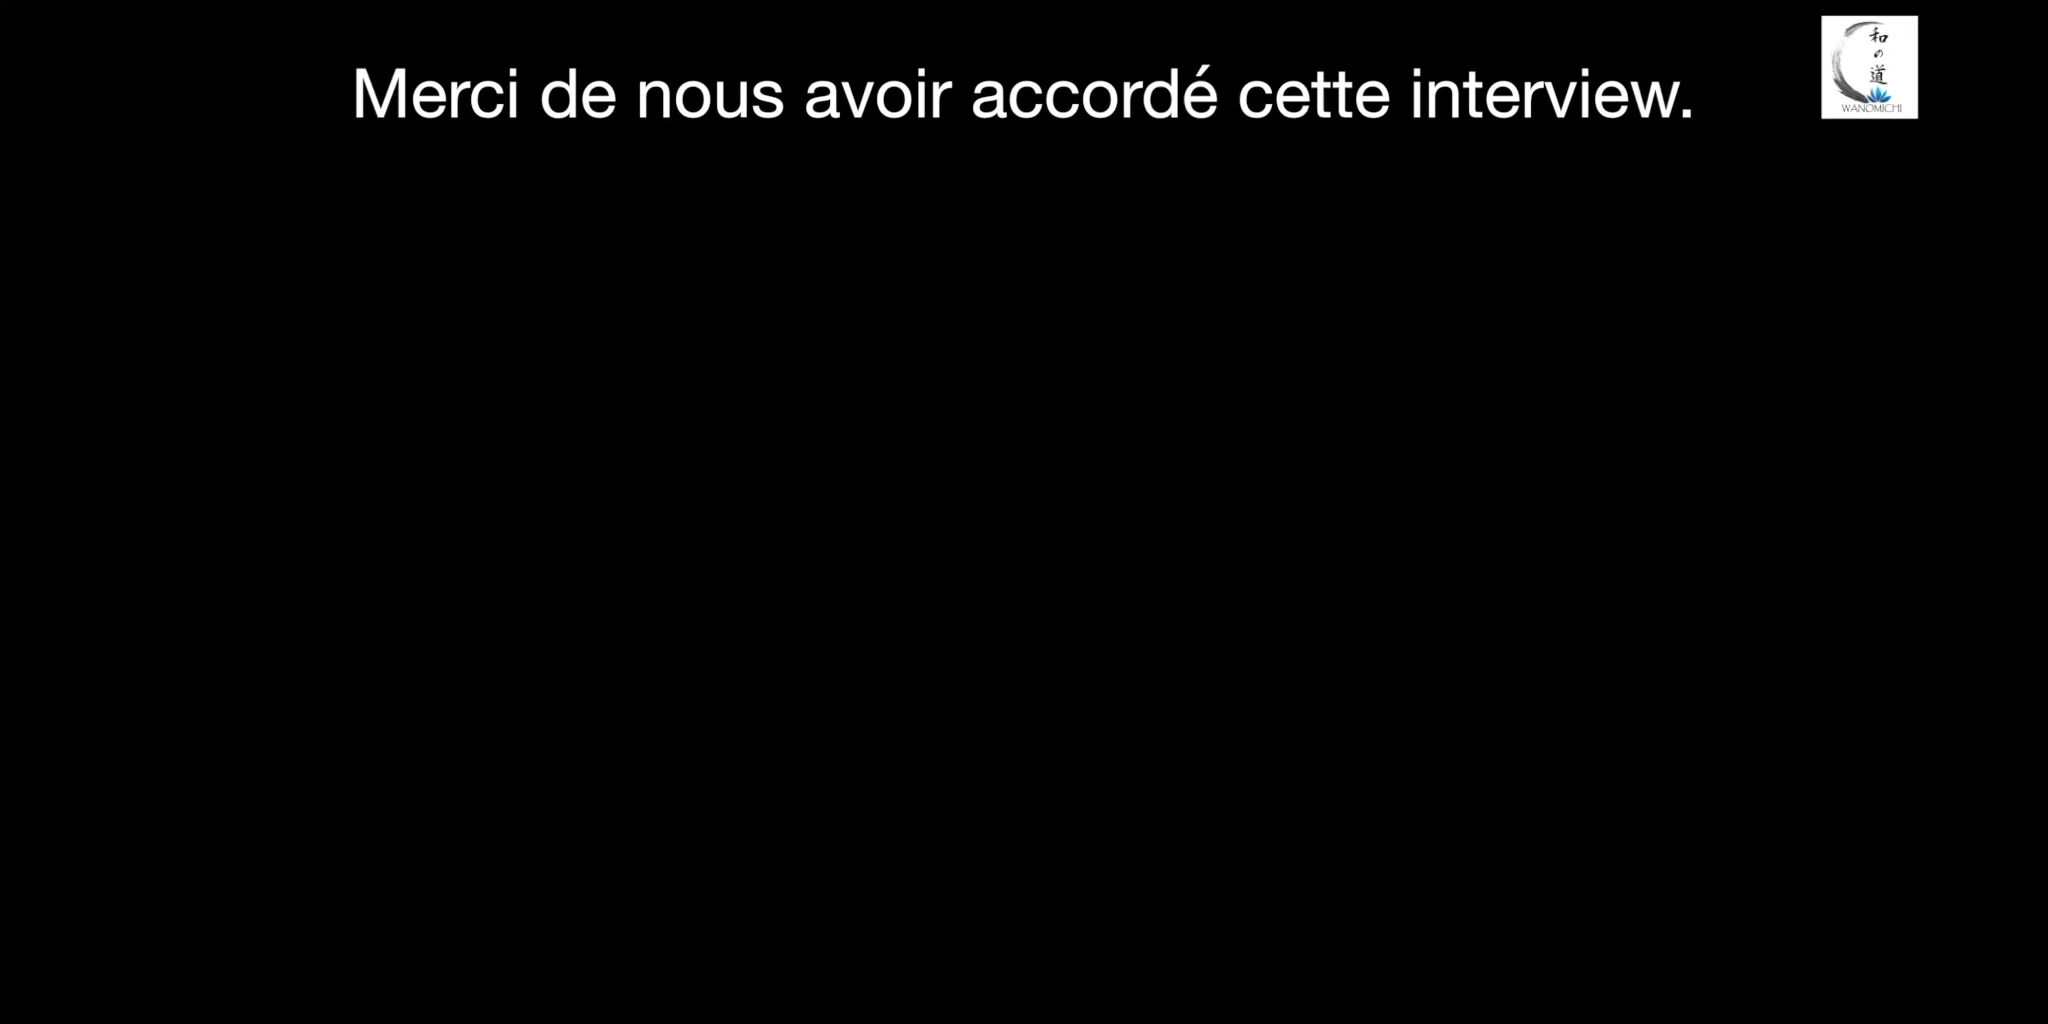 Merci de nous avoir accordé cette interview.
和の道
WANOMICHI